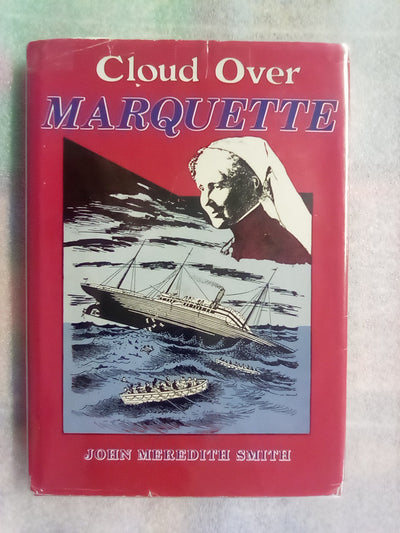 Cloud Over
MARQUETTE
JOHN MEREDITH SMITH